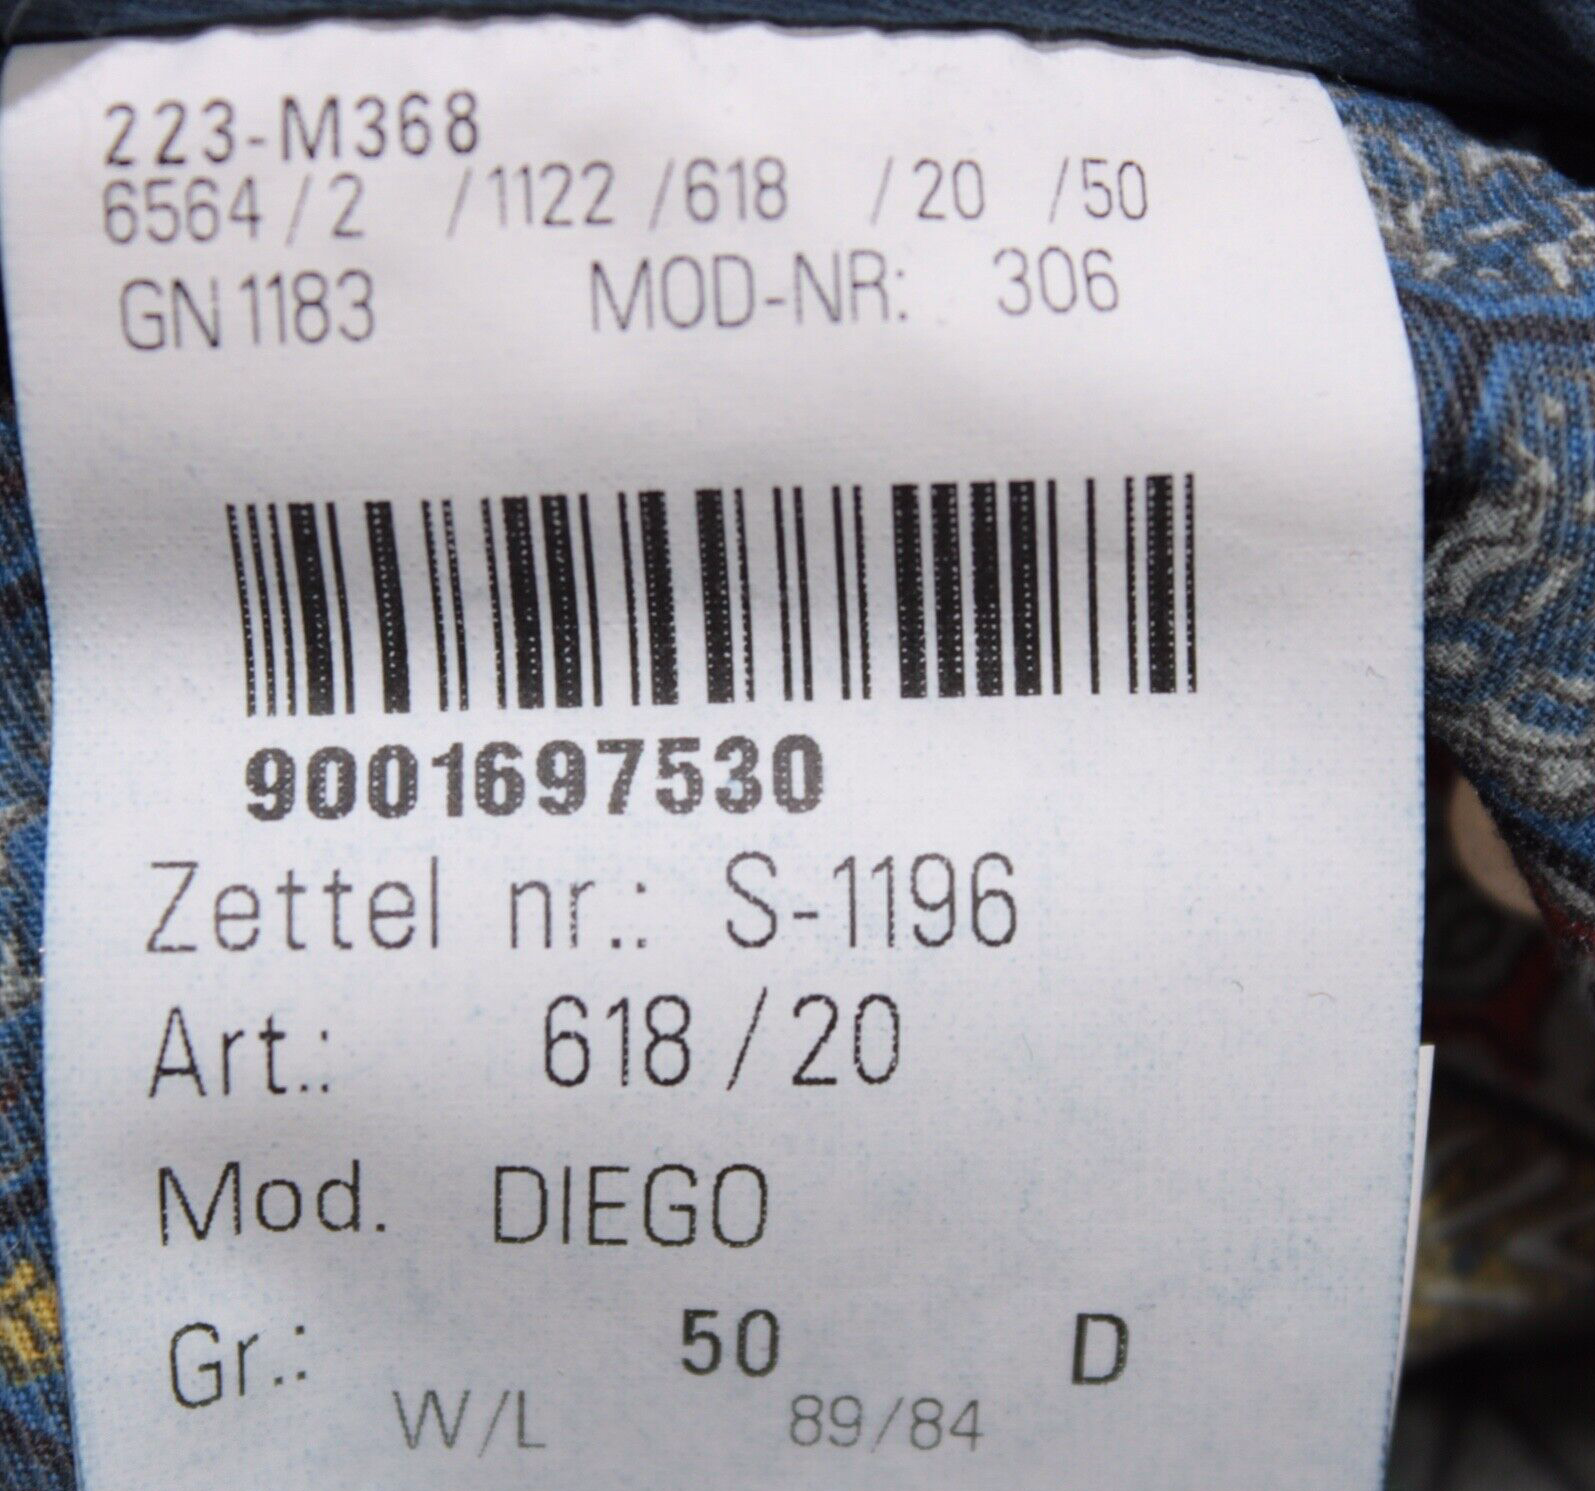 223-M368
6564 / 2 / 1122 / 618 / 20 / 50
GN 1183 MOD-NR: 306
9001697530
Zettel nr.: S-1196
Art.: 618 / 20
Mod. DIEGO
Gr.: 50 D
W/L 89/84